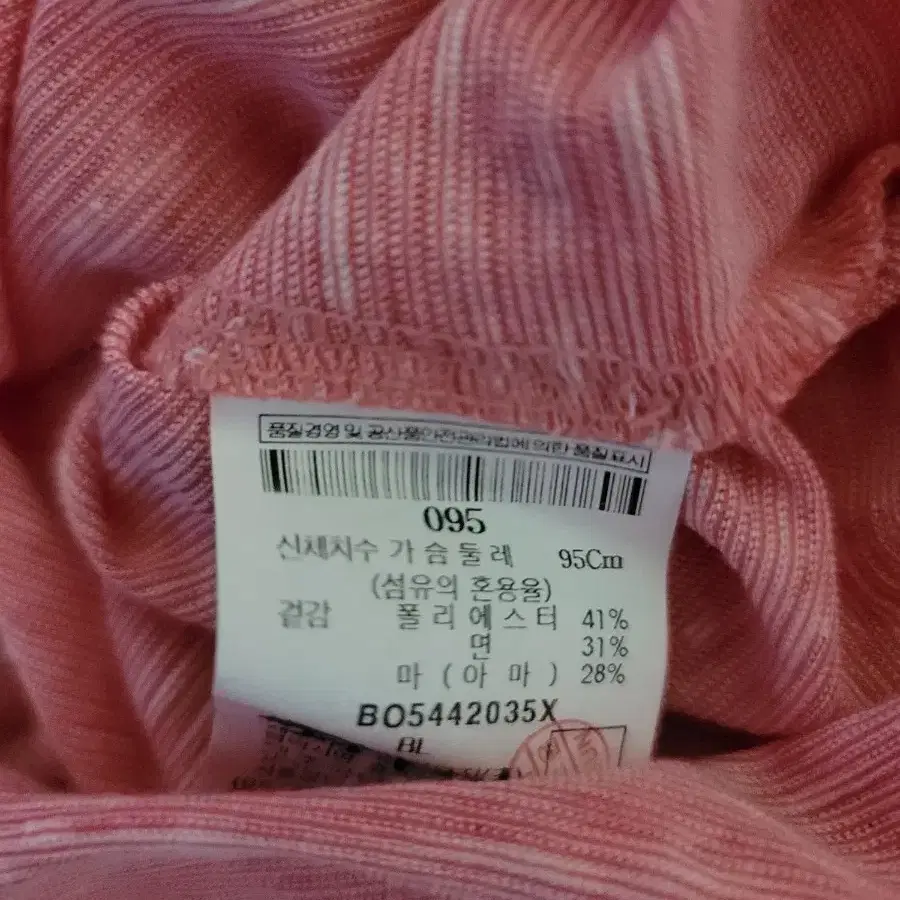 품질경영 및 공산품안전관리법에 의한 품질표시
095
신체치수 가 슴 둘 레 95Cm
(섬유의 혼용율)
겉감 폴 리 에 스 터 41%
면 31%
마 ( 아 마 ) 28%
BO5442035X
BL